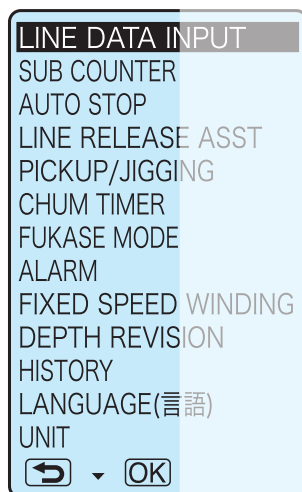 LINE DATA INPUT
SUB COUNTER
AUTO STOP
LINE RELEASE ASST
PICKUP/JIGGING
CHUM TIMER
FUKASE MODE
ALARM
FIXED SPEED WINDING
DEPTH REVISION
HISTORY
LANGUAGE(言語)
UNIT
OK